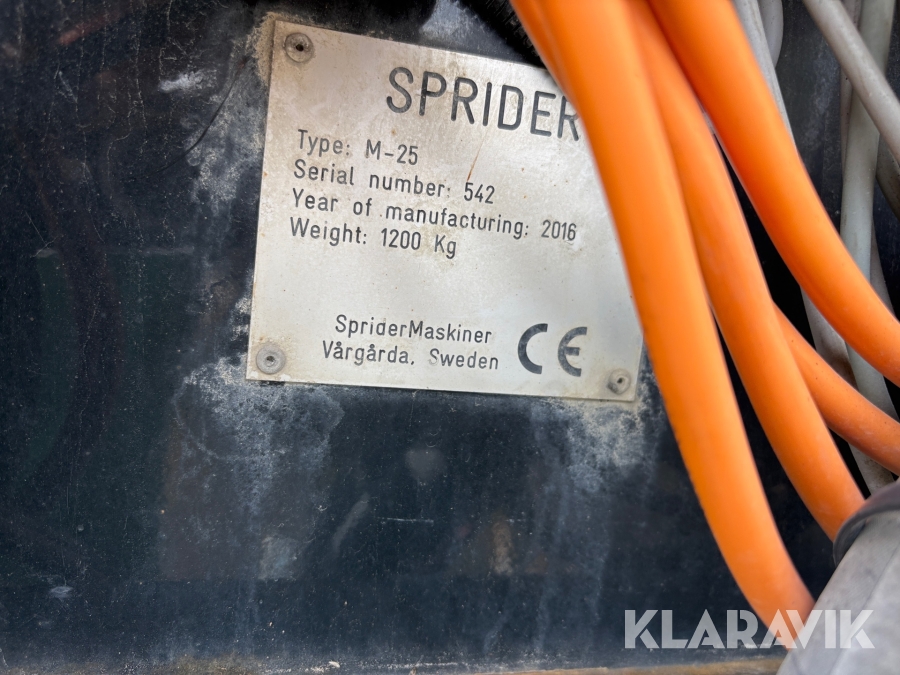 SPRIDER
Type: M-25
Serial number: 542
Year of manufacturing: 2016
Weight: 1200 Kg
SpriderMaskiner
Vårgårda, Sweden
CE
KLARAVIK